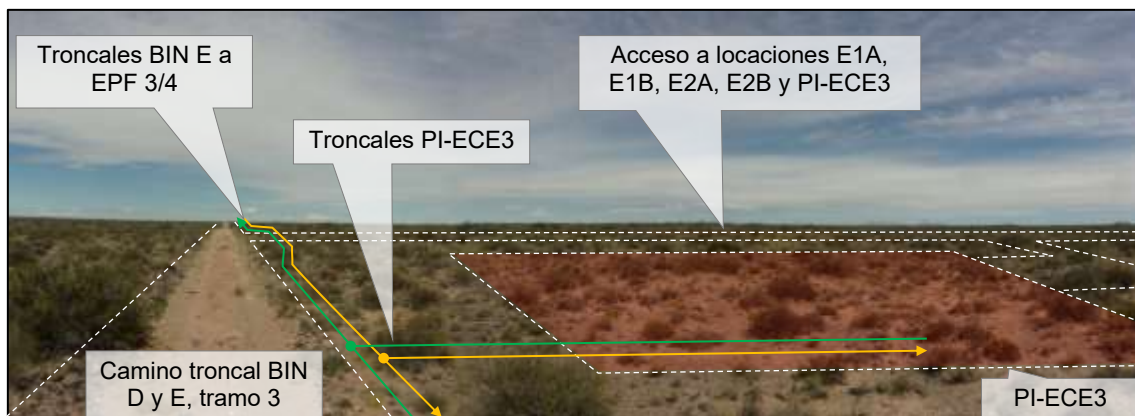 Troncales BIN E a
EPF 3/4
Acceso a locaciones E1A,
E1B, E2A, E2B y PI-ECE3
Troncales PI-ECE3
Camino troncal BIN
D y E, tramo 3
PI-ECE3